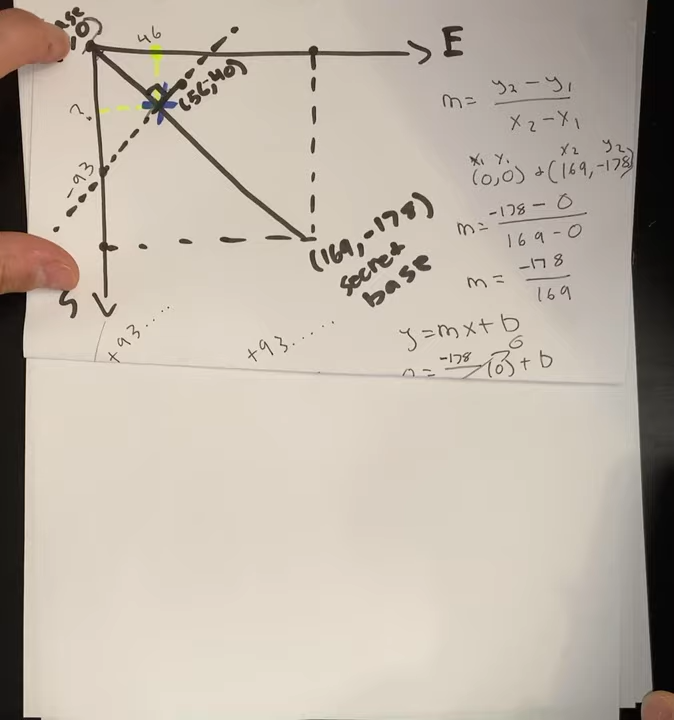 46
E
(56,-40)
?
-93
S
(169,-178)
secret
base
+93....
+93.....
m = y₂ - y₁
x₂ - x₁
x₁ y₁ x₂ y₂
(0,0) & (169,-178)
m = -178 - 0
169 - 0
m = -178
169
y = mx + b
0
-178 (0) + b